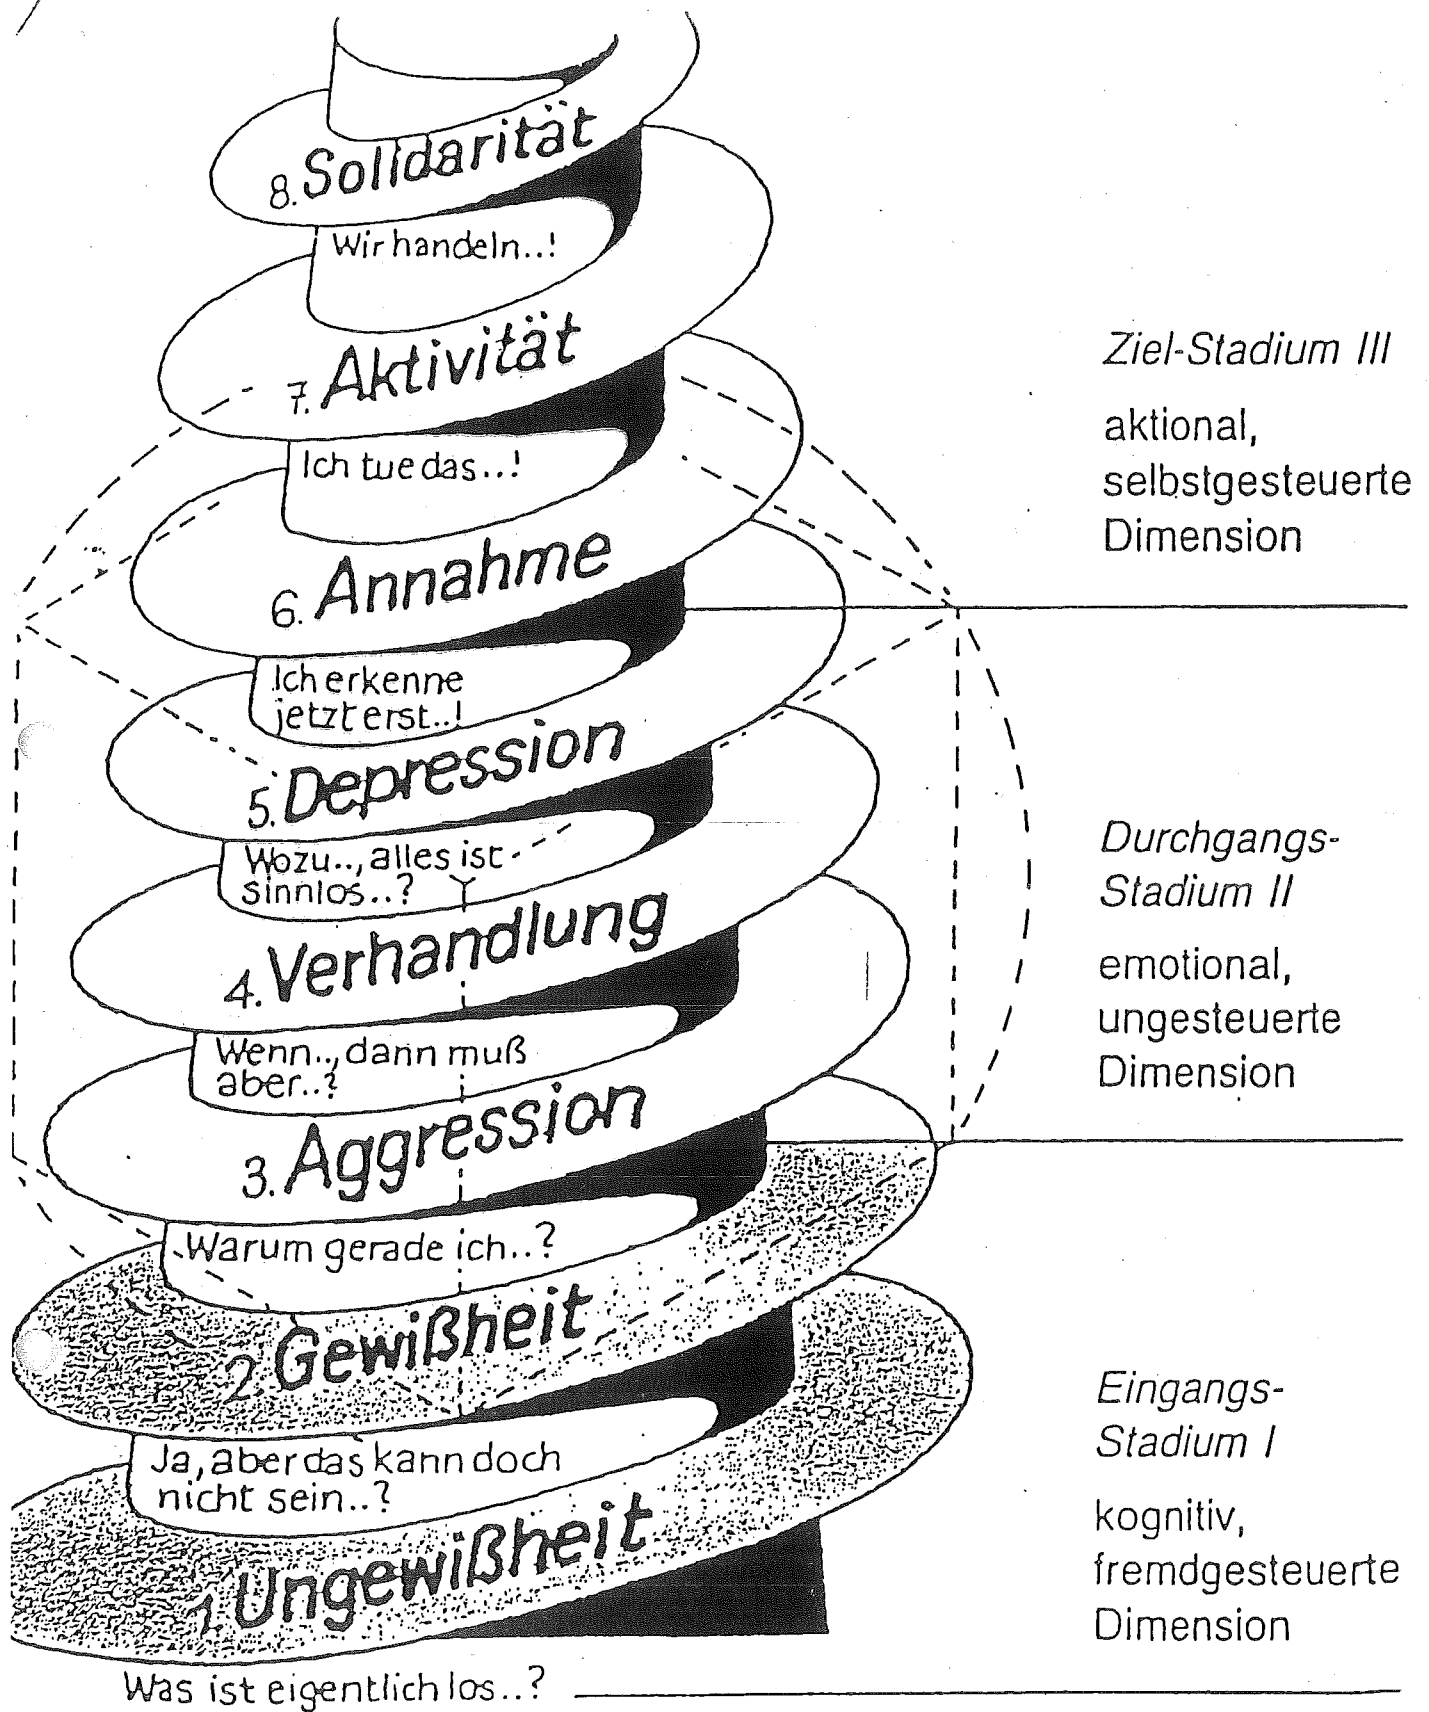 8. Solidarität
Wir handeln..!
7. Aktivität
Ich tue das..!
6. Annahme
Ich erkenne
jetzt erst..!
5. Depression
Wozu.., alles ist
sinnlos..?
4. Verhandlung
Wenn.., dann muß
aber..?
3. Aggression
Warum gerade ich..?
2. Gewißheit
Ja, aber das kann doch
nicht sein..?
1. Ungewißheit
Was ist eigentlich los..?
Ziel-Stadium III
aktional,
selbstgesteuerte
Dimension
Durchgangs-
Stadium II
emotional,
ungesteuerte
Dimension
Eingangs-
Stadium I
kognitiv,
fremdgesteuerte
Dimension